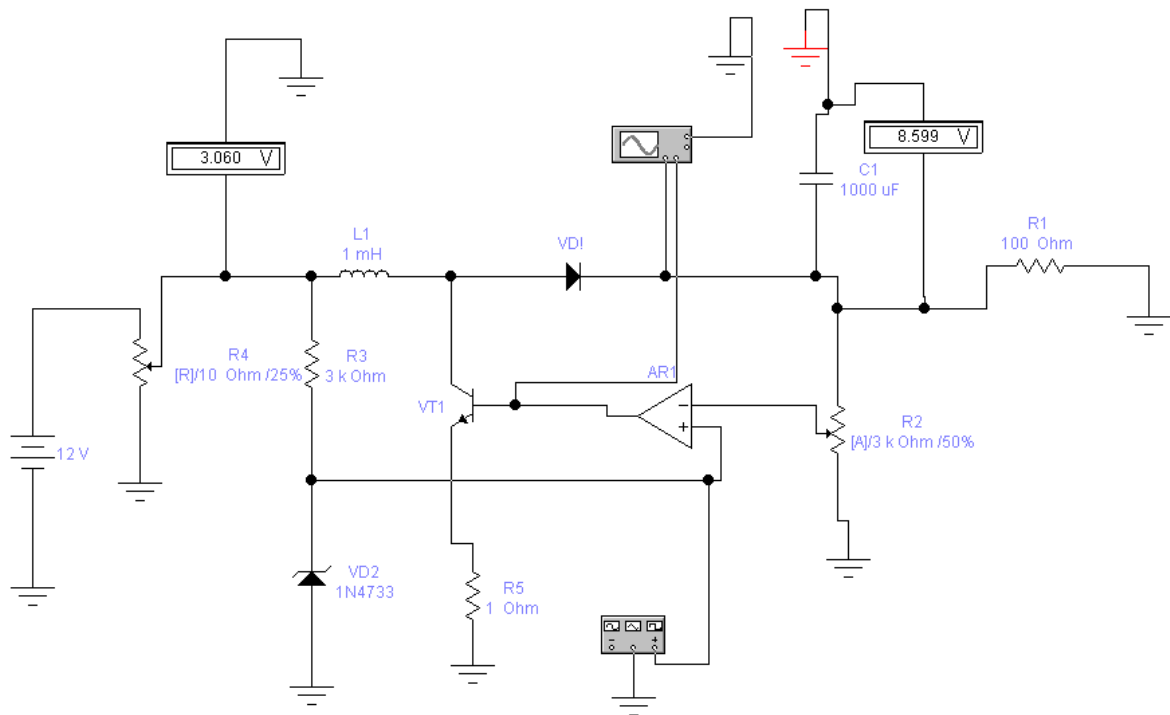 3.060 V
8.599 V
C1
1000 uF
R1
100 Ohm
L1
1 mH
VD!
R4
[R]/10 Ohm /25%
R3
3 k Ohm
AR1
VT1
R2
[A]/3 k Ohm /50%
12 V
VD2
1N4733
R5
1 Ohm